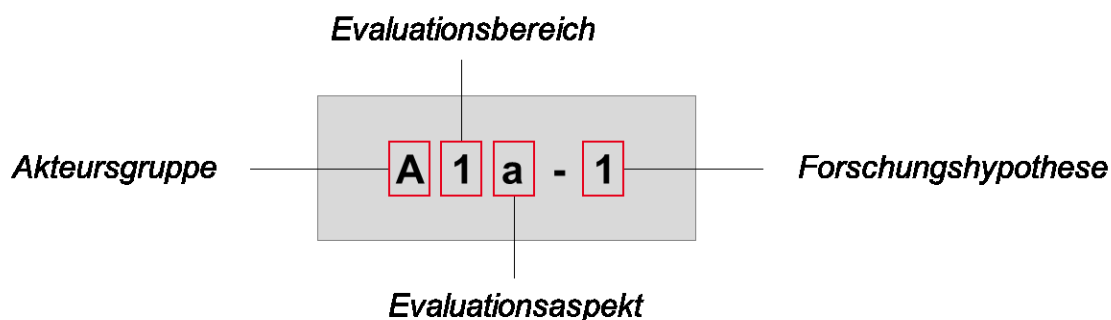 Evaluationsbereich
Akteursgruppe
A 1 a - 1
Forschungshypothese
Evaluationsaspekt